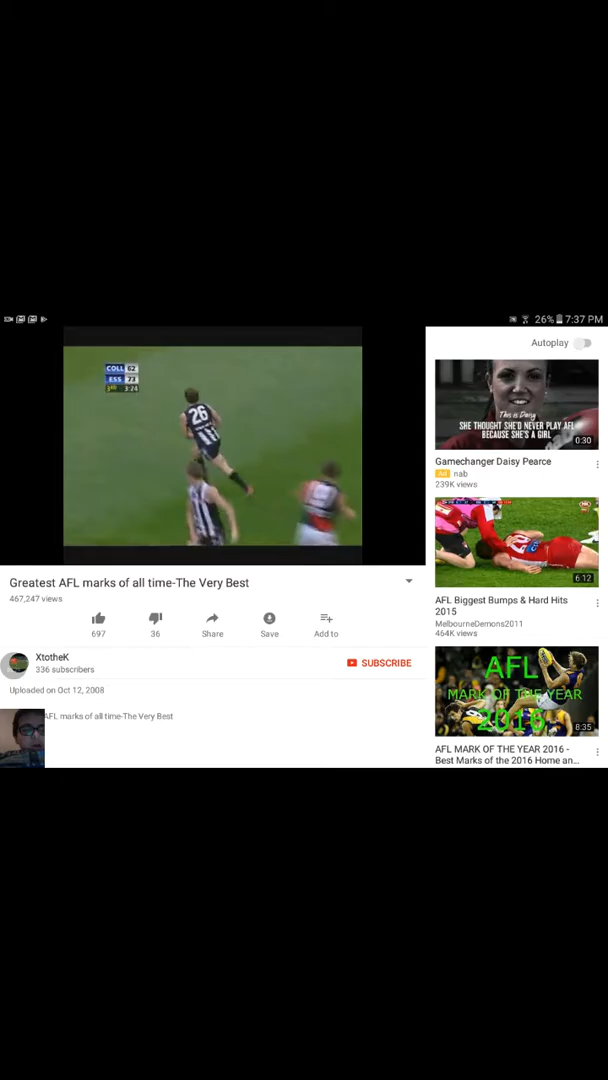 26% 7:37 PM
COLL 62
ESS 73
3RD 3:24
26
Greatest AFL marks of all time-The Very Best
467,247 views
697
36
Share
Save
Add to
XtotheK
336 subscribers
SUBSCRIBE
Uploaded on Oct 12, 2008
AFL marks of all time-The Very Best
Autoplay
This is Daisy
SHE THOUGHT SHE'D NEVER PLAY AFL
BECAUSE SHE'S A GIRL
0:30
Gamechanger Daisy Pearce
Ad nab
239K views
6:12
AFL Biggest Bumps & Hard Hits
2015
MelbourneDemons2011
464K views
AFL
MARK OF THE YEAR
2016
8:35
AFL MARK OF THE YEAR 2016 -
Best Marks of the 2016 Home an...